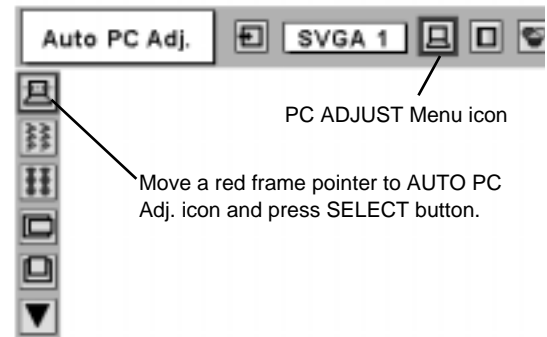 Auto PC Adj.
SVGA 1
PC ADJUST Menu icon
Move a red frame pointer to AUTO PC
Adj. icon and press SELECT button.